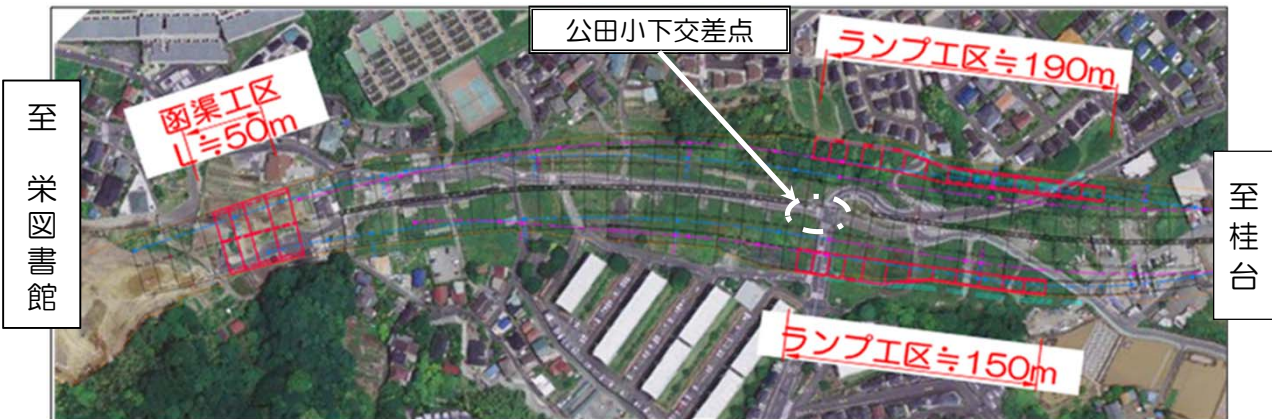 公田小下交差点
ランプ工区≒190m
函渠工区
L≒50m
至 栄図書館
至桂台
ランプ工区≒150m